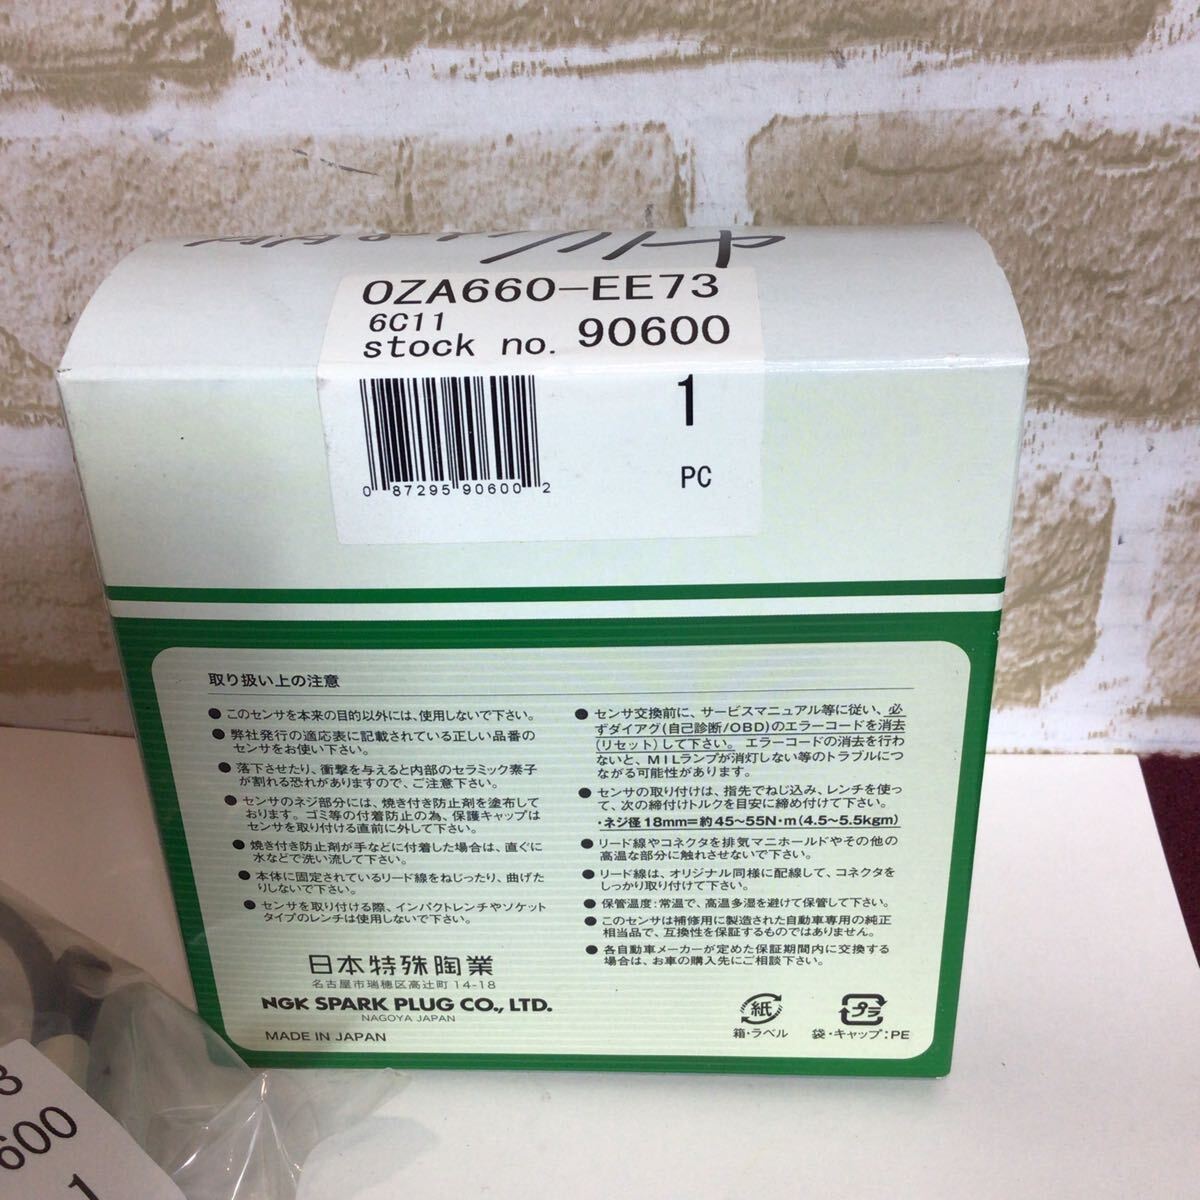 OZA660-EE73
6C11
stock no. 90600
1
PC
0 87295 90600 2
取り扱い上の注意
●このセンサを本来の目的以外には、使用しないで下さい。
●弊社発行の適応表に記載されている正しい品番の
センサをお使い下さい。
●落下させたり、衝撃を与えると内部のセラミック素子
が割れる恐れがありますので、ご注意下さい。
●センサのネジ部分には、焼き付き防止剤を塗布して
おります。ゴミ等の付着防止の為、保護キャップは
センサを取り付ける直前に外して下さい。
●焼き付き防止剤が手などに付着した場合は、直ぐに
水などで洗い流して下さい。
●本体に固定されているリード線をねじったり、曲げた
りしないで下さい。
●センサを取り付ける際、インパクトレンチやソケット
タイプのレンチは使用しないで下さい。
●センサ交換前に、サービスマニュアル等に従い、必
ずダイアグ(自己診断/OBD)のエラーコードを消去
(リセット)して下さい。エラーコードの消去を行わ
ないと、MILランプが消灯しない等のトラブルにつ
ながる可能性があります。
●センサの取り付けは、指先でねじ込み、レンチを使っ
て、次の締付けトルクを目安に締め付けて下さい。
・ネジ径18mm=約45~55N・m(4.5~5.5kgm)
●リード線やコネクタを排気マニホールドやその他の
高温な部分に触れさせないで下さい。
●リード線は、オリジナル同様に配線して、コネクタを
しっかり取り付けて下さい。
●保管温度:常温で、高温多湿を避けて保管して下さい。
●このセンサは補修用に製造された自動車専用の純正
相当品で、互換性を保証するものではありません。
●各自動車メーカーが定めた保証期間内に交換する
場合は、お車の購入先にご相談下さい。
日本特殊陶業
名古屋市瑞穂区高辻町14-18
NGK SPARK PLUG CO., LTD.
NAGOYA JAPAN
MADE IN JAPAN
紙
箱・ラベル
プラ
袋・キャップ:PE
3
600
1